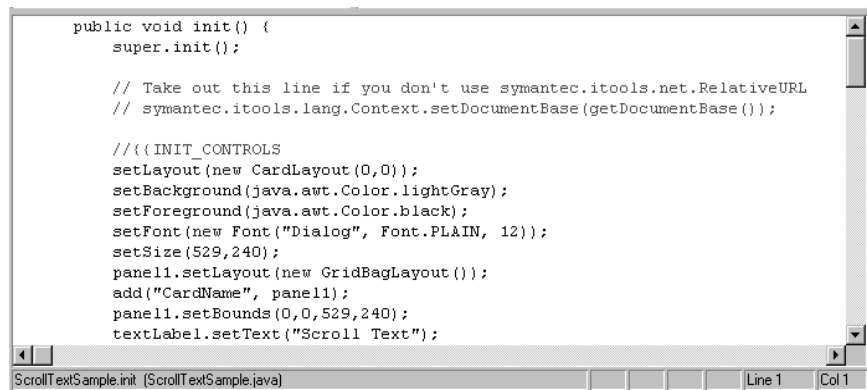 public void init() {
super.init();
// Take out this line if you don't use symantec.itools.net.RelativeURL
// symantec.itools.lang.Context.setDocumentBase(getDocumentBase());
//{{INIT_CONTROLS
setLayout(new CardLayout(0,0));
setBackground(java.awt.Color.lightGray);
setForeground(java.awt.Color.black);
setFont(new Font("Dialog", Font.PLAIN, 12));
setSize(529,240);
panel1.setLayout(new GridBagLayout());
add("CardName", panel1);
panel1.setBounds(0,0,529,240);
textLabel.setText("Scroll Text");
ScrollTextSample.init (ScrollTextSample.java) Line 1 Col 1